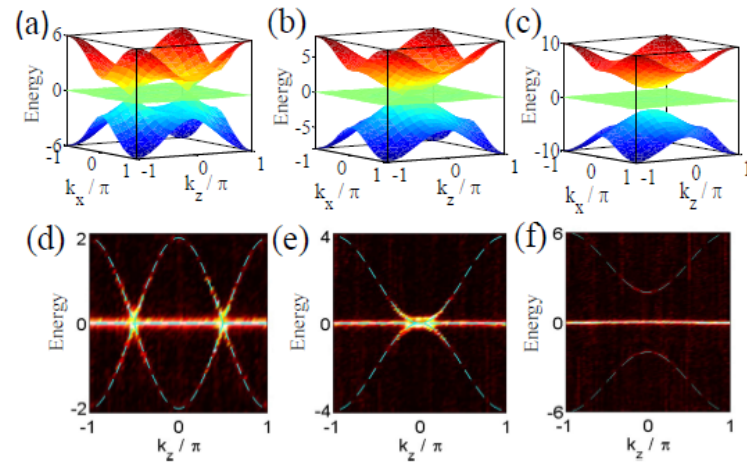 (a)
6
0
-6
Energy
-1
0
1
k_x / π
-1
0
1
k_z / π
(b)
8
5
0
-5
-8
Energy
-1
0
1
k_x / π
-1
0
1
k_z / π
(c)
10
0
-10
Energy
-1
0
1
k_x / π
-1
0
1
k_z / π
(d)
2
0
-2
Energy
-1
0
1
k_z / π
(e)
4
0
-4
Energy
-1
0
1
k_z / π
(f)
6
0
-6
Energy
-1
0
1
k_z / π